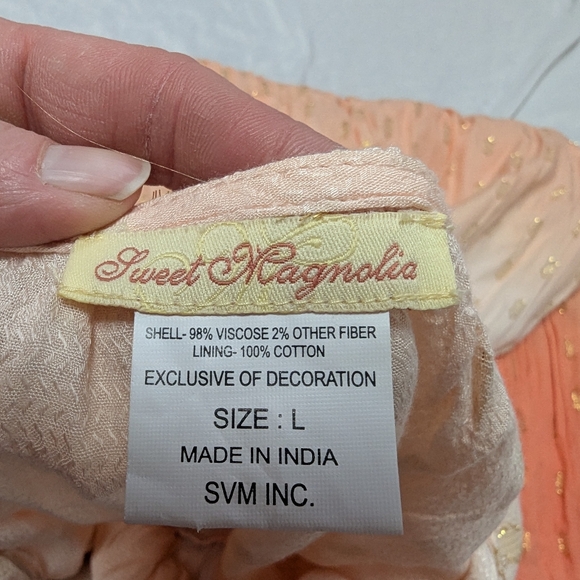 Sweet Magnolia
SHELL- 98% VISCOSE 2% OTHER FIBER
LINING- 100% COTTON
EXCLUSIVE OF DECORATION
SIZE : L
MADE IN INDIA
SVM INC.